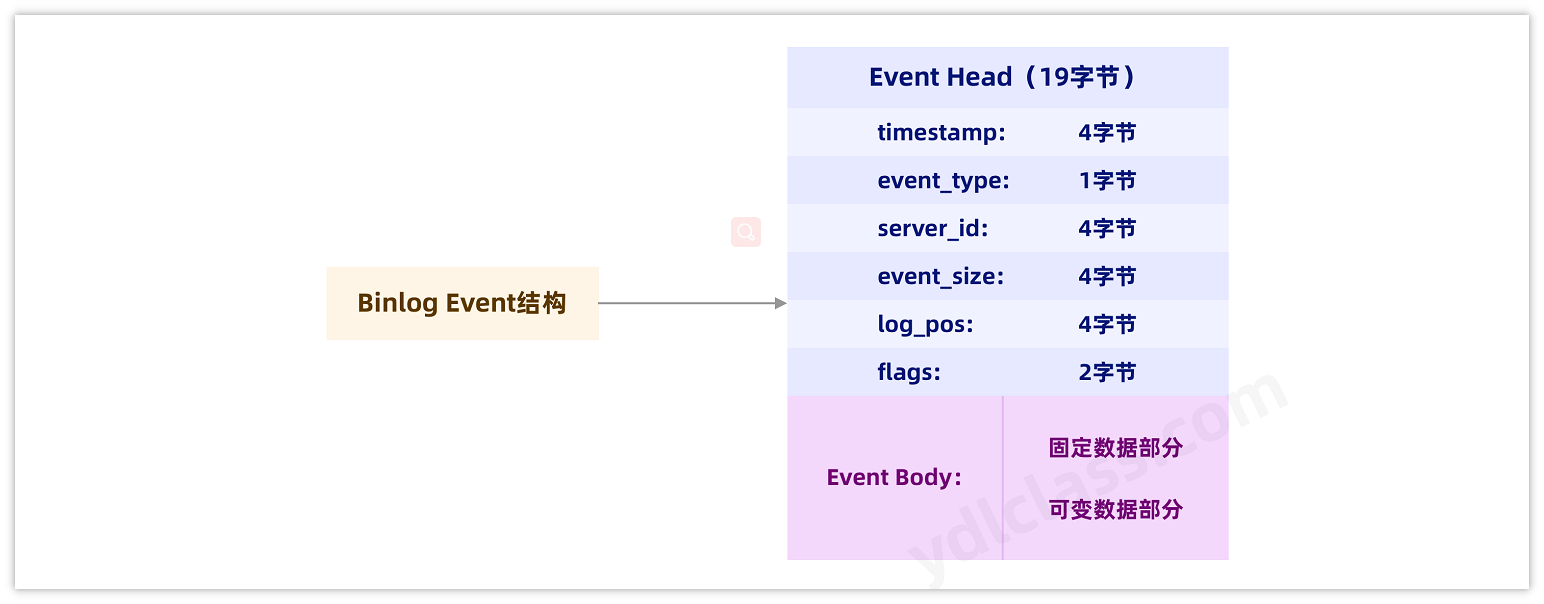 Event Head（19字节）
timestamp: 4字节
event_type: 1字节
server_id: 4字节
event_size: 4字节
Binlog Event结构
log_pos: 4字节
flags: 2字节
Event Body:
固定数据部分
可变数据部分
ydlclass.com